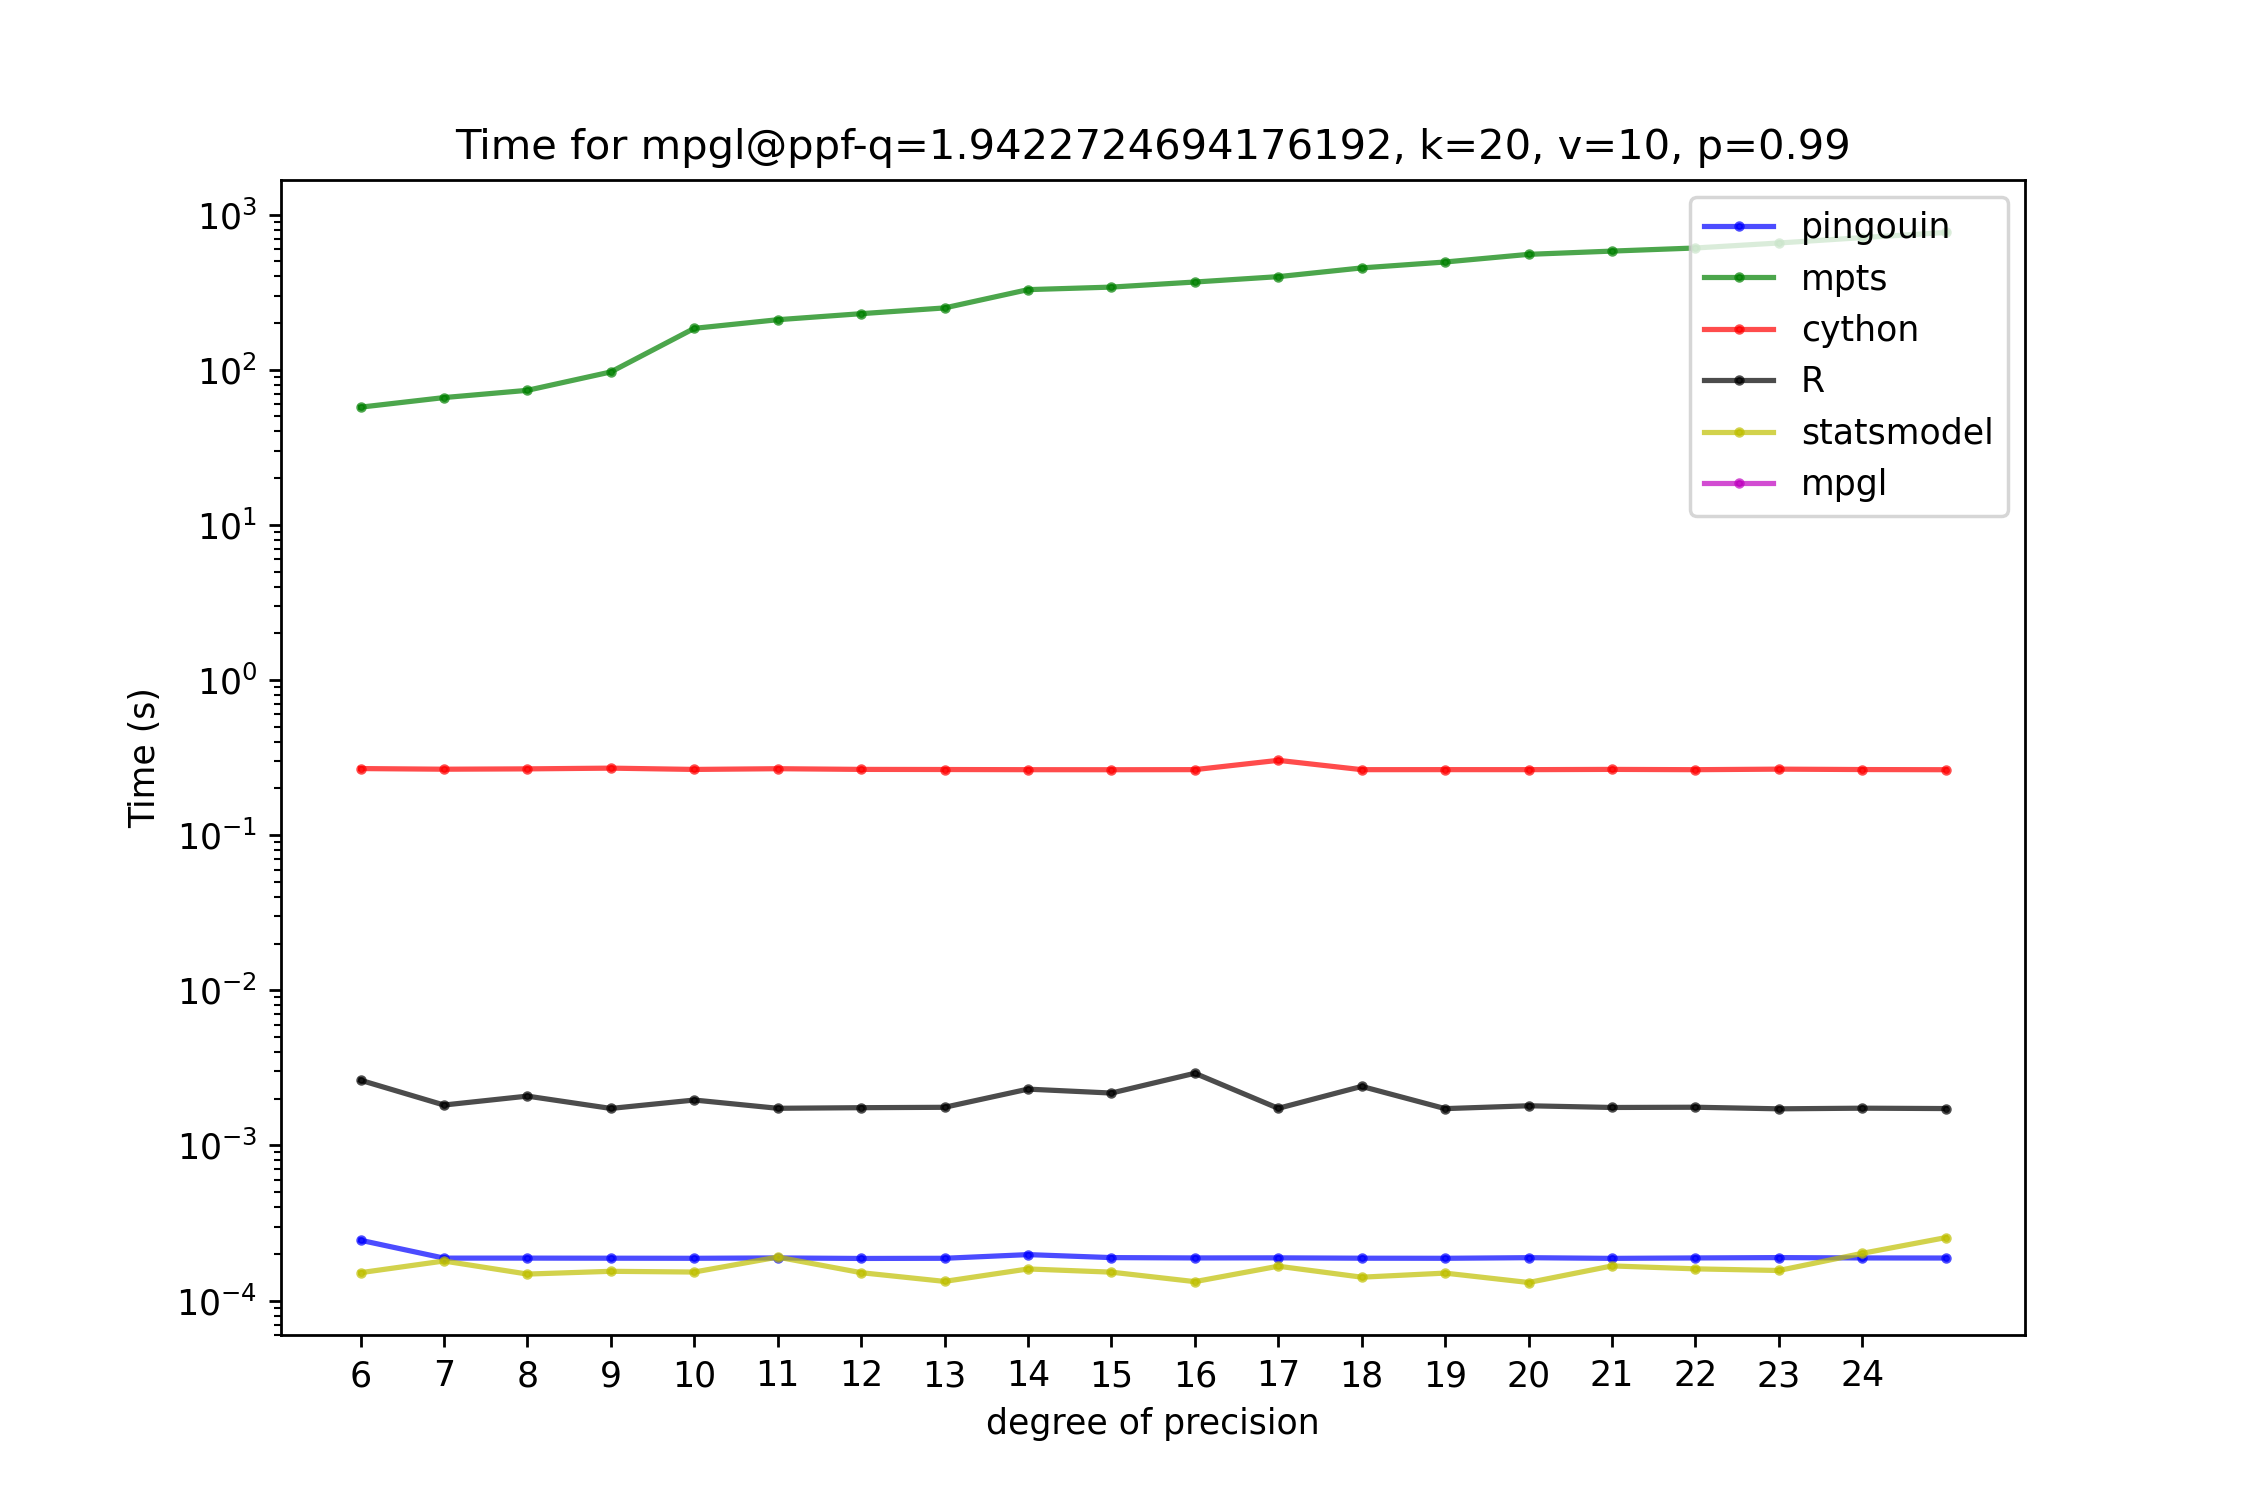 Time for mpgl@ppf-q=1.9422724694176192, k=20, v=10, p=0.99
10³
10²
10¹
10⁰
10⁻¹
10⁻²
10⁻³
10⁻⁴
Time (s)
pingouin
mpts
cython
R
statsmodel
mpgl
6 7 8 9 10 11 12 13 14 15 16 17 18 19 20 21 22 23 24
degree of precision